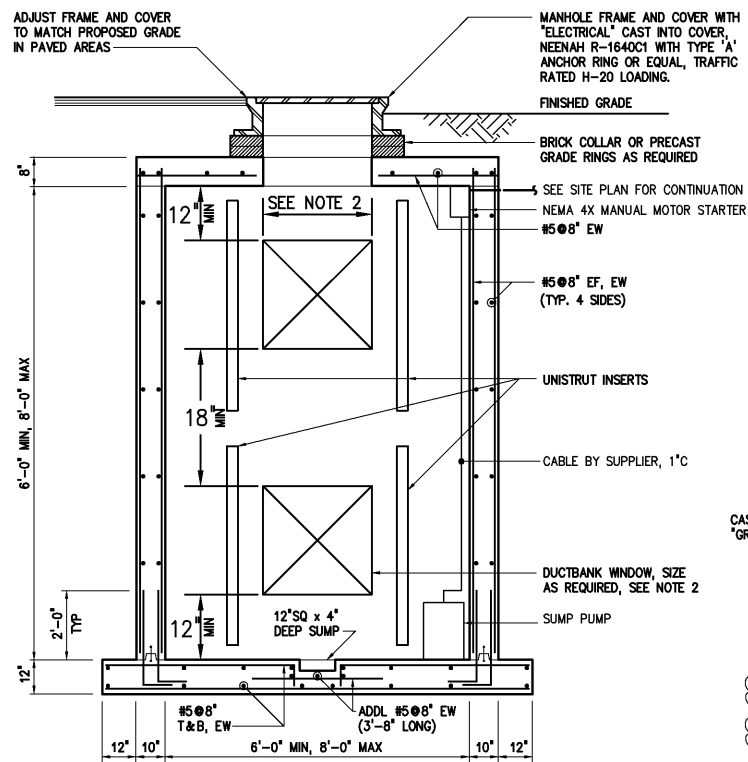 ADJUST FRAME AND COVER
TO MATCH PROPOSED GRADE
IN PAVED AREAS
MANHOLE FRAME AND COVER WITH
"ELECTRICAL" CAST INTO COVER,
NEENAH R-1640C1 WITH TYPE 'A'
ANCHOR RING OR EQUAL, TRAFFIC
RATED H-20 LOADING.
FINISHED GRADE
BRICK COLLAR OR PRECAST
GRADE RINGS AS REQUIRED
8"
SEE SITE PLAN FOR CONTINUATION
12" MIN
SEE NOTE 2
NEMA 4X MANUAL MOTOR STARTER
#5@8" EW
#5@8" EF, EW
(TYP. 4 SIDES)
6'-0" MIN, 8'-0" MAX
UNISTRUT INSERTS
18" MIN
CABLE BY SUPPLIER, 1"C
CAS
"GR
DUCTBANK WINDOW, SIZE
AS REQUIRED, SEE NOTE 2
2'-0"
TYP
12" MIN
12"SQ x 4"
DEEP SUMP
SUMP PUMP
12"
#5@8"
T&B, EW
ADDL #5@8" EW
(3'-8" LONG)
12" 10" 6'-0" MIN, 8'-0" MAX 10" 12"